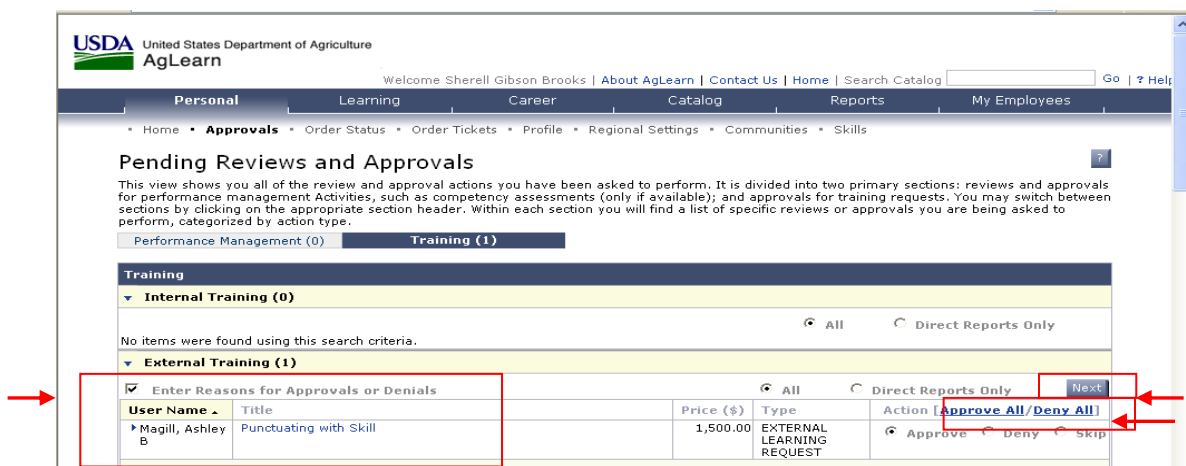 USDA United States Department of Agriculture
AgLearn
Welcome Sherell Gibson Brooks | About AgLearn | Contact Us | Home | Search Catalog Go | ? Help
Personal Learning Career Catalog Reports My Employees
Home Approvals Order Status Order Tickets Profile Regional Settings Communities Skills
Pending Reviews and Approvals ?
This view shows you all of the review and approval actions you have been asked to perform. It is divided into two primary sections: reviews and approvals
for performance management Activities, such as competency assessments (only if available); and approvals for training requests. You may switch between
sections by clicking on the appropriate section header. Within each section you will find a list of specific reviews or approvals you are being asked to
perform, categorized by action type.
Performance Management (0) Training (1)
Training
Internal Training (0)
All Direct Reports Only
No items were found using this search criteria.
External Training (1)
Enter Reasons for Approvals or Denials All Direct Reports Only Next
User Name Title Price ($) Type Action [Approve All/Deny All]
Magill, Ashley Punctuating with Skill 1,500.00 EXTERNAL Approve Deny Skip
B LEARNING
REQUEST